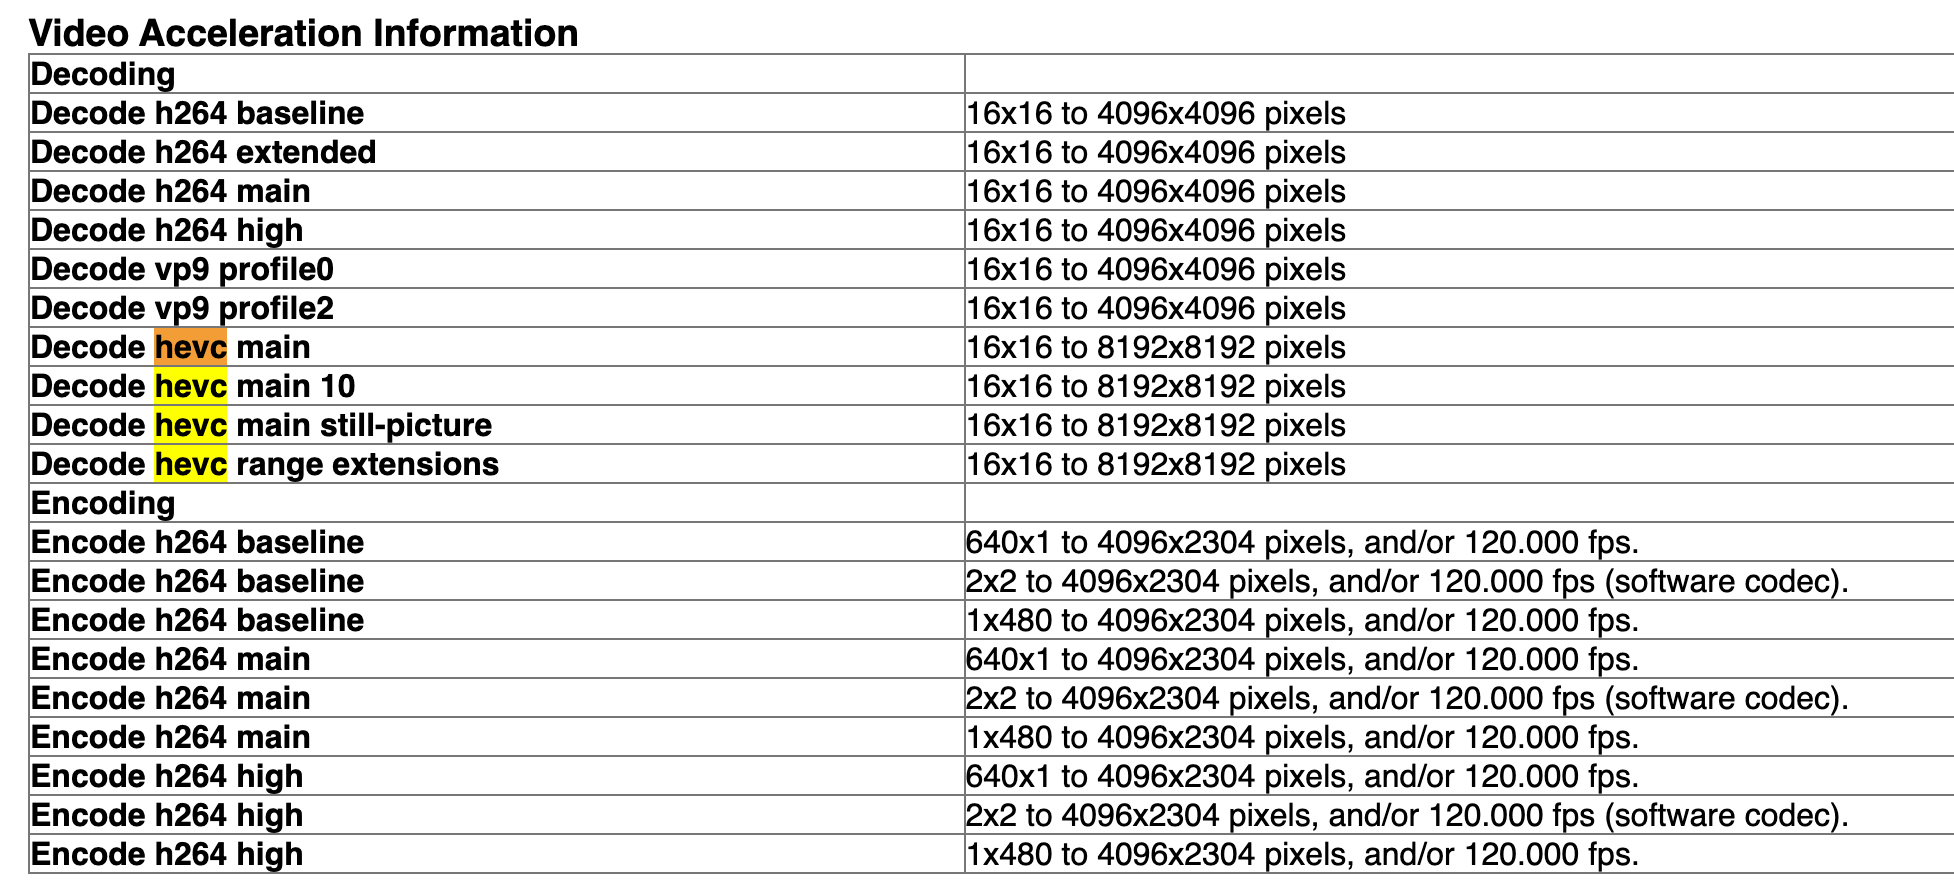 Video Acceleration Information
Decoding
Decode h264 baseline 16x16 to 4096x4096 pixels
Decode h264 extended 16x16 to 4096x4096 pixels
Decode h264 main 16x16 to 4096x4096 pixels
Decode h264 high 16x16 to 4096x4096 pixels
Decode vp9 profile0 16x16 to 4096x4096 pixels
Decode vp9 profile2 16x16 to 4096x4096 pixels
Decode hevc main 16x16 to 8192x8192 pixels
Decode hevc main 10 16x16 to 8192x8192 pixels
Decode hevc main still-picture 16x16 to 8192x8192 pixels
Decode hevc range extensions 16x16 to 8192x8192 pixels
Encoding
Encode h264 baseline 640x1 to 4096x2304 pixels, and/or 120.000 fps.
Encode h264 baseline 2x2 to 4096x2304 pixels, and/or 120.000 fps (software codec).
Encode h264 baseline 1x480 to 4096x2304 pixels, and/or 120.000 fps.
Encode h264 main 640x1 to 4096x2304 pixels, and/or 120.000 fps.
Encode h264 main 2x2 to 4096x2304 pixels, and/or 120.000 fps (software codec).
Encode h264 main 1x480 to 4096x2304 pixels, and/or 120.000 fps.
Encode h264 high 640x1 to 4096x2304 pixels, and/or 120.000 fps.
Encode h264 high 2x2 to 4096x2304 pixels, and/or 120.000 fps (software codec).
Encode h264 high 1x480 to 4096x2304 pixels, and/or 120.000 fps.